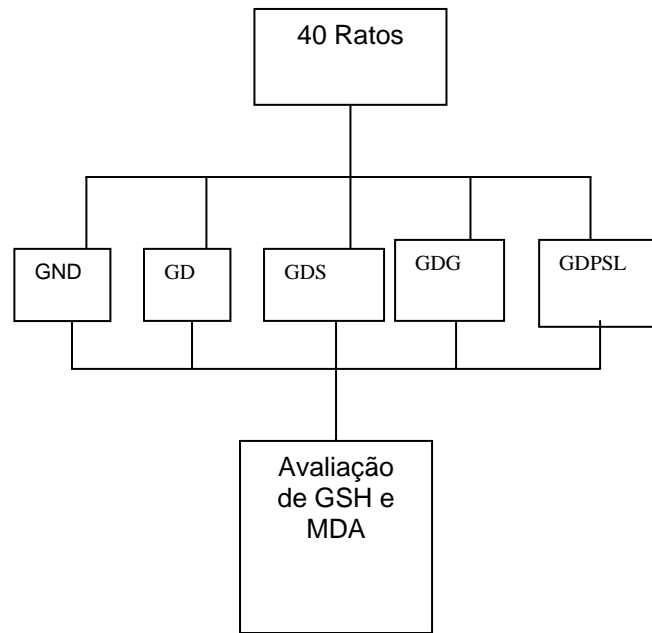 40 Ratos
GND
GD
GDS
GDG
GDPSL
Avaliação
de GSH e
MDA